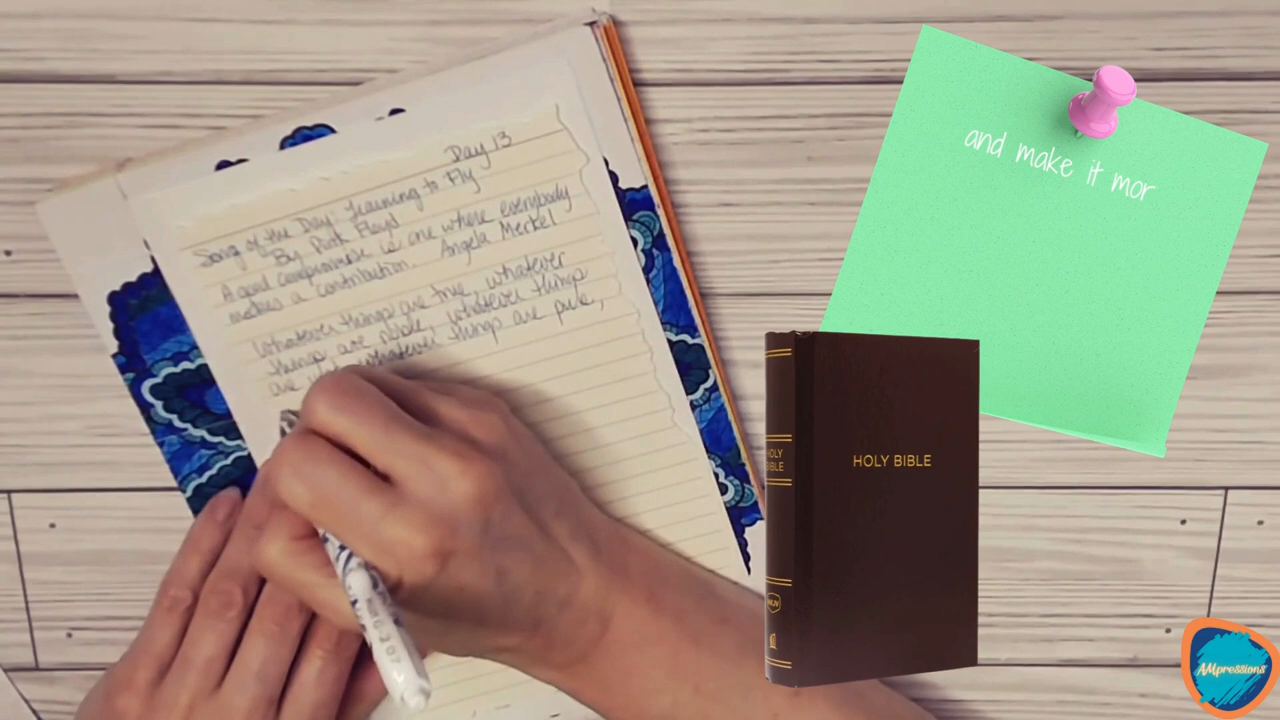 Day 13
Song of the Day: Learning to Fly
By Pink Floyd
A good compromise is one where everybody
makes a contribution. Angela Merkel
Whatever things are true, whatever
things are noble, whatever things
are whatever things are pure,
and make it mor
HOLY BIBLE
HOLY
BIBLE
NKJV
AMpressions